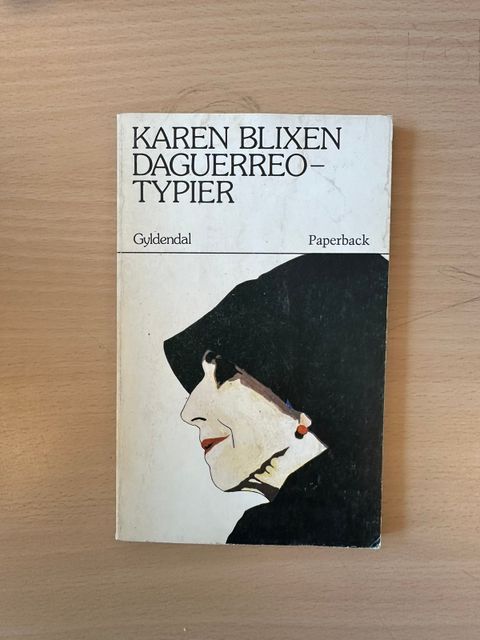 KAREN BLIXEN
DAGUERREO–
TYPIER
Gyldendal Paperback